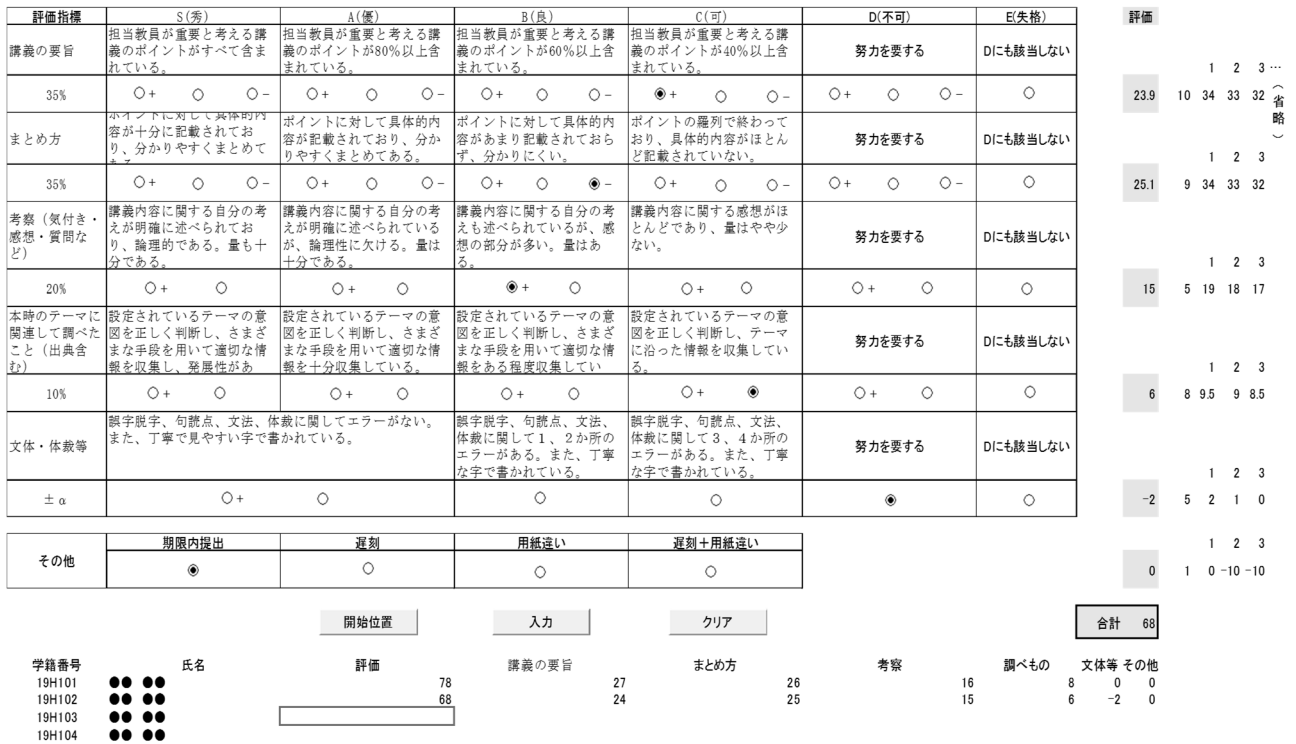 評価指標 S(秀) A(優) B(良) C(可) D(不可) E(失格) 評価
講義の要旨
担当教員が重要と考える講
義のポイントがすべて含ま
れている。
担当教員が重要と考える講
義のポイントが80%以上含
まれている。
担当教員が重要と考える講
義のポイントが60%以上含
まれている。
担当教員が重要と考える講
義のポイントが40%以上含
まれている。
努力を要する
Dにも該当しない
1 2 3 …
(省略)
35% + − + − + − + − + − 23.9 10 34 33 32
まとめ方
ポイントに対して具体的内
容が十分に記載されてお
り、分かりやすくまとめて
ある。
ポイントに対して具体的内
容が記載されており、分か
りやすくまとめてある。
ポイントに対して具体的内
容があまり記載されておら
ず、分かりにくい。
ポイントの羅列で終わって
おり、具体的内容がほとん
ど記載されていない。
努力を要する
Dにも該当しない
1 2 3
35% + − + − + − + − + − 25.1 9 34 33 32
考察（気付き・
感想・質問な
ど）
講義内容に関する自分の考
えが明確に述べられてお
り、論理的である。量も十
分である。
講義内容に関する自分の考
えが明確に述べられている
が、論理性に欠ける。量は
十分である。
講義内容に関する自分の考
えも述べられているが、感
想の部分が多い。量はあ
る。
講義内容に関する感想がほ
とんどであり、量はやや少
ない。
努力を要する
Dにも該当しない
1 2 3
20% + + + + + 15 5 19 18 17
本時のテーマに
関連して調べた
こと（出典含
む）
設定されているテーマの意
図を正しく判断し、さまざ
まな手段を用いて適切な情
報を収集し、発展性があ
設定されているテーマの意
図を正しく判断し、さまざ
まな手段を用いて適切な情
報を十分収集している。
設定されているテーマの意
図を正しく判断し、さまざ
まな手段を用いて適切な情
報をある程度収集してい
設定されているテーマの意
図を正しく判断し、テーマ
に沿った情報を収集してい
る。
努力を要する
Dにも該当しない
1 2 3
10% + + + + + 6 8 9.5 9 8.5
文体・体裁等
誤字脱字、句読点、文法、体裁に関してエラーがない。
また、丁寧で見やすい字で書かれている。
誤字脱字、句読点、文法、
体裁に関して１、２か所の
エラーがある。また、丁寧
な字で書かれている。
誤字脱字、句読点、文法、
体裁に関して３、４か所の
エラーがある。また、丁寧
な字で書かれている。
努力を要する
Dにも該当しない
1 2 3
±α + -2 5 2 1 0
その他 期限内提出 遅刻 用紙違い 遅刻＋用紙違い
1 2 3
0 1 0 -10 -10
開始位置 入力 クリア 合計 68
学籍番号 氏名 評価 講義の要旨 まとめ方 考察 調べもの 文体等 その他
19H101 ●● ●● 78 27 26 16 8 0 0
19H102 ●● ●● 68 24 25 15 6 -2 0
19H103 ●● ●●
19H104 ●● ●●